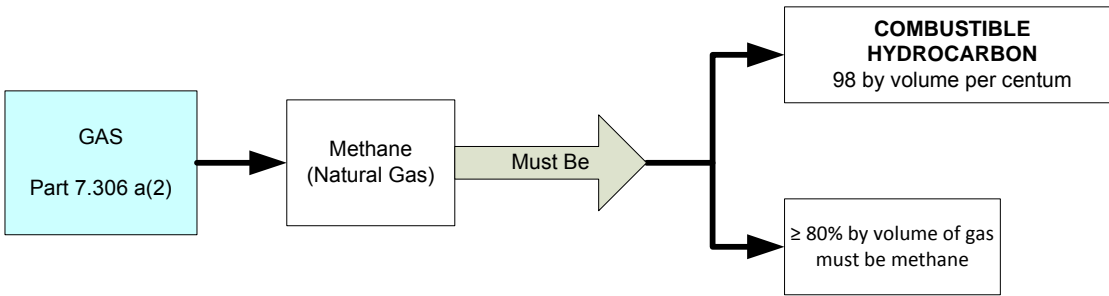 GAS
Part 7.306 a(2)
Methane
(Natural Gas)
Must Be
COMBUSTIBLE
HYDROCARBON
98 by volume per centum
≥ 80% by volume of gas
must be methane